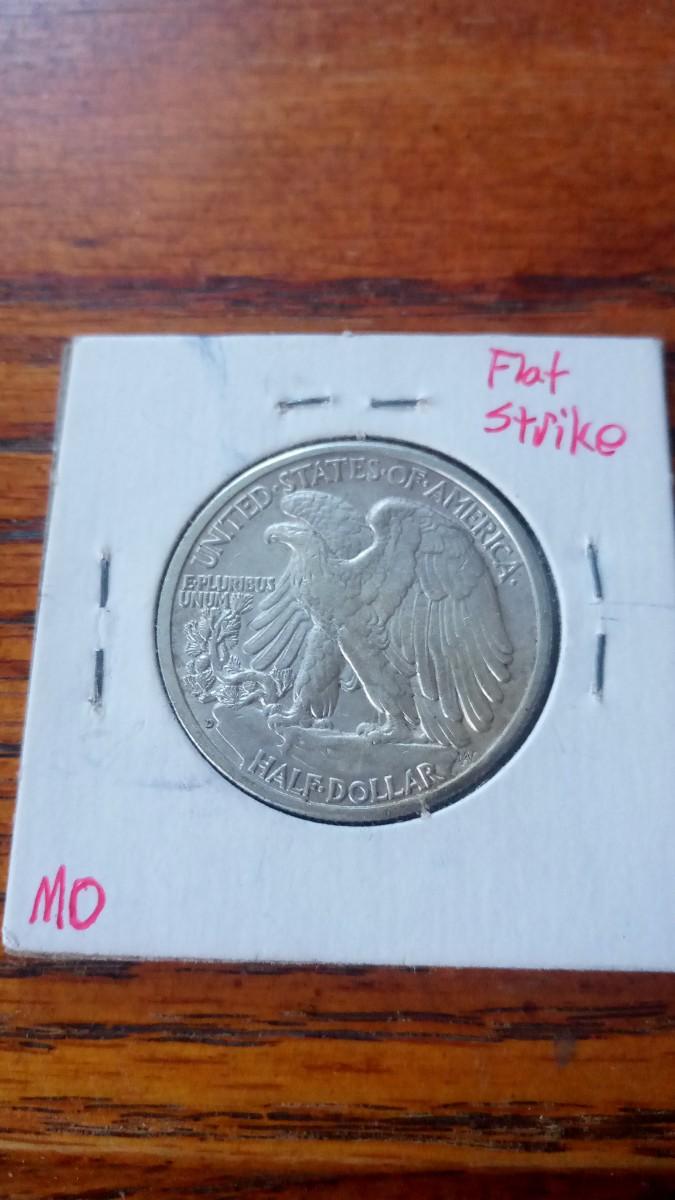 Flat
Strike
UNITED·STATES·OF·AMERICA·
E·PLURIBUS
UNUM
D
HALF·DOLLAR
MO